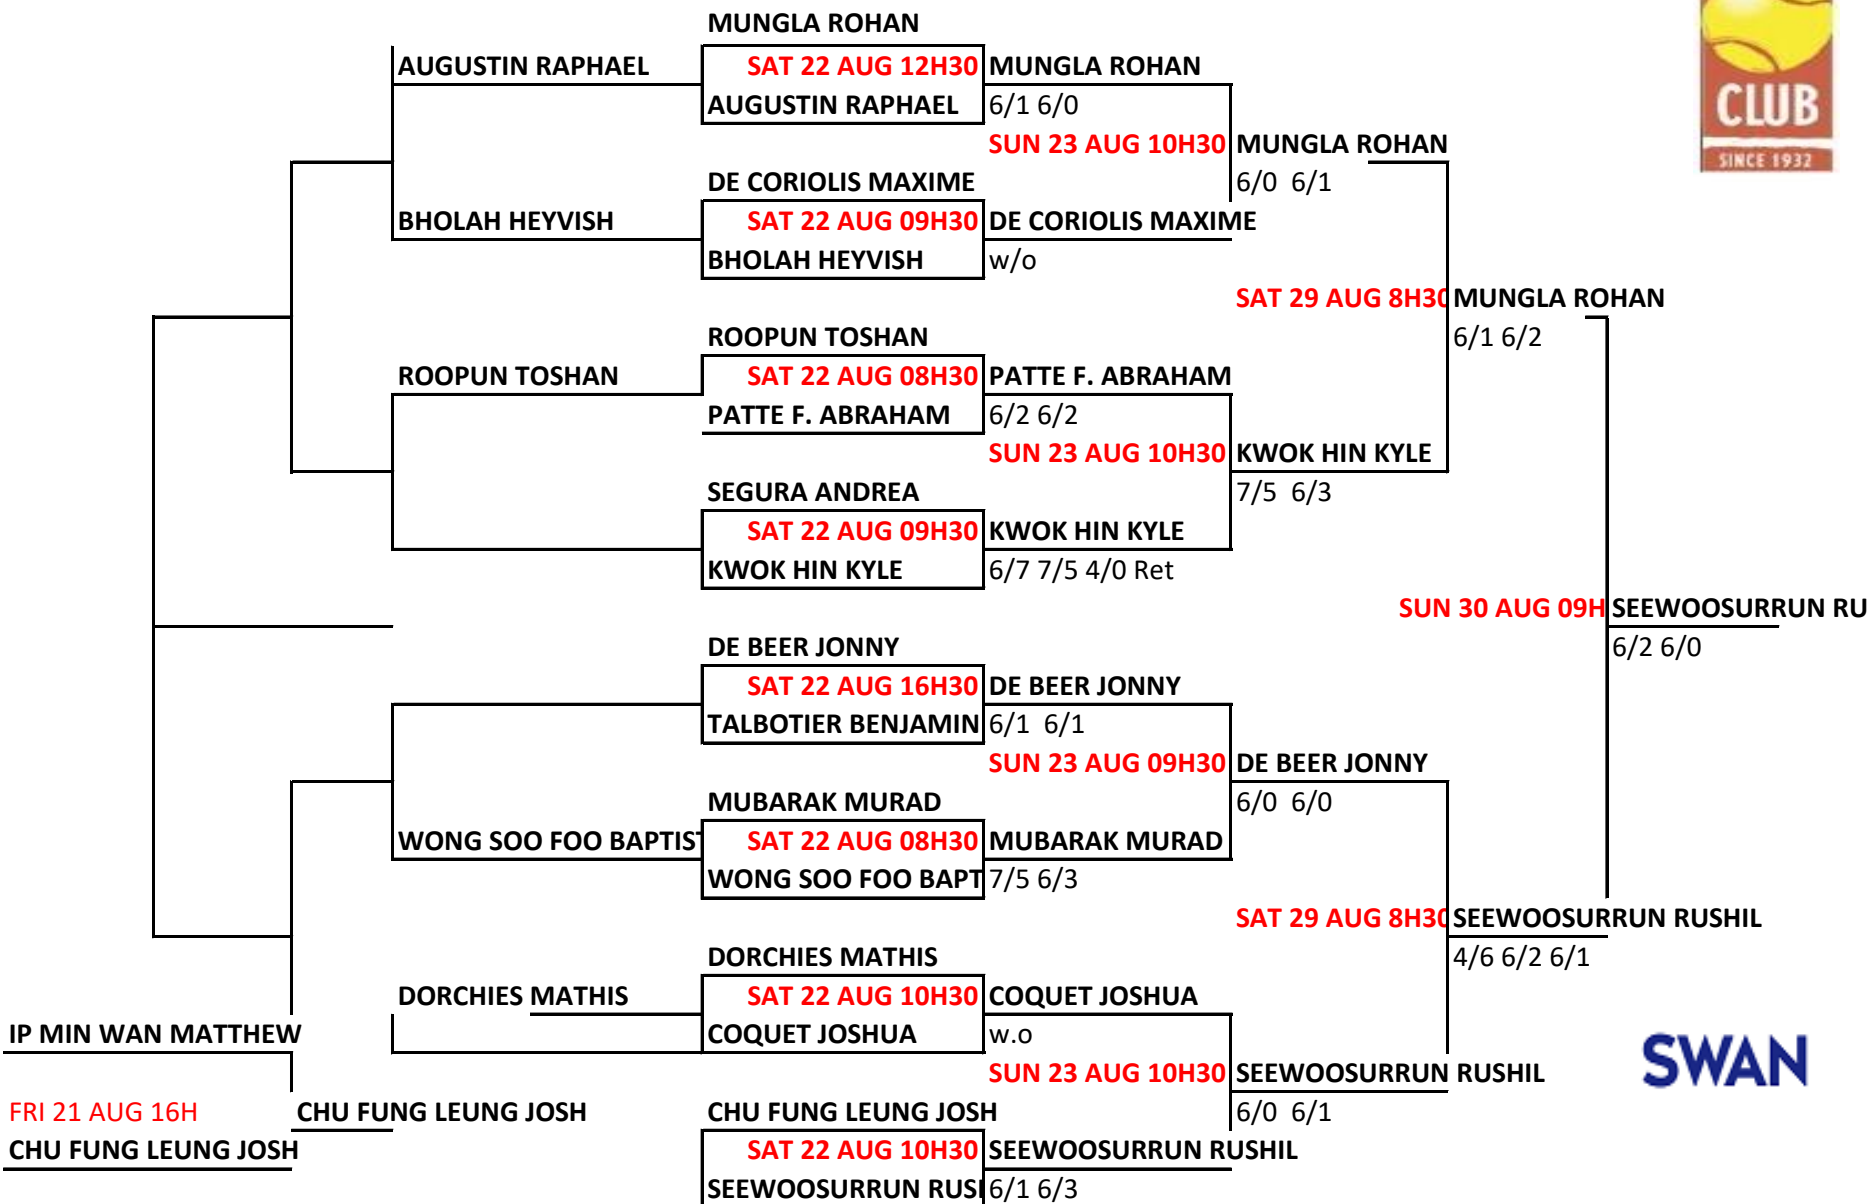 MUNGLA ROHAN
AUGUSTIN RAPHAEL SAT 22 AUG 12H30 MUNGLA ROHAN
AUGUSTIN RAPHAEL 6/1 6/0
CLUB
SUN 23 AUG 10H30 MUNGLA ROHAN
SINCE 1932
DE CORIOLIS MAXIME 6/0 6/1
BHOLAH HEYVISH SAT 22 AUG 09H30 DE CORIOLIS MAXIME
BHOLAH HEYVISH w/o
SAT 29 AUG 8H30 MUNGLA ROHAN
ROOPUN TOSHAN 6/1 6/2
ROOPUN TOSHAN SAT 22 AUG 08H30 PATTE F. ABRAHAM
PATTE F. ABRAHAM 6/2 6/2
SUN 23 AUG 10H30 KWOK HIN KYLE
SEGURA ANDREA 7/5 6/3
SAT 22 AUG 09H30 KWOK HIN KYLE
KWOK HIN KYLE 6/7 7/5 4/0 Ret
SUN 30 AUG 09H SEEWOOSURRUN RU
DE BEER JONNY 6/2 6/0
SAT 22 AUG 16H30 DE BEER JONNY
TALBOTIER BENJAMIN 6/1 6/1
SUN 23 AUG 09H30 DE BEER JONNY
MUBARAK MURAD 6/0 6/0
WONG SOO FOO BAPTIST SAT 22 AUG 08H30 MUBARAK MURAD
WONG SOO FOO BAPT 7/5 6/3
SAT 29 AUG 8H30 SEEWOOSURRUN RUSHIL
DORCHIES MATHIS 4/6 6/2 6/1
DORCHIES MATHIS SAT 22 AUG 10H30 COQUET JOSHUA
IP MIN WAN MATTHEW COQUET JOSHUA w.o
SWAN
SUN 23 AUG 10H30 SEEWOOSURRUN RUSHIL
FRI 21 AUG 16H CHU FUNG LEUNG JOSH CHU FUNG LEUNG JOSH 6/0 6/1
CHU FUNG LEUNG JOSH SAT 22 AUG 10H30 SEEWOOSURRUN RUSHIL
SEEWOOSURRUN RUSI 6/1 6/3